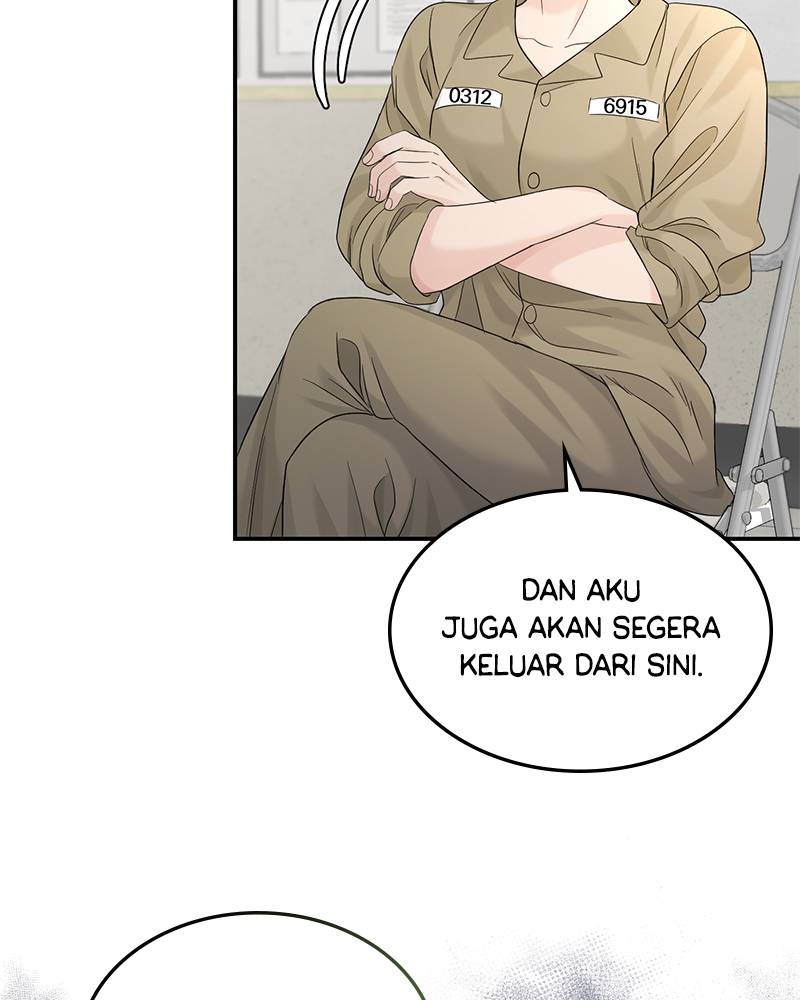 0312
6915
DAN AKU
JUGA AKAN SEGERA
KELUAR DARI SINI.